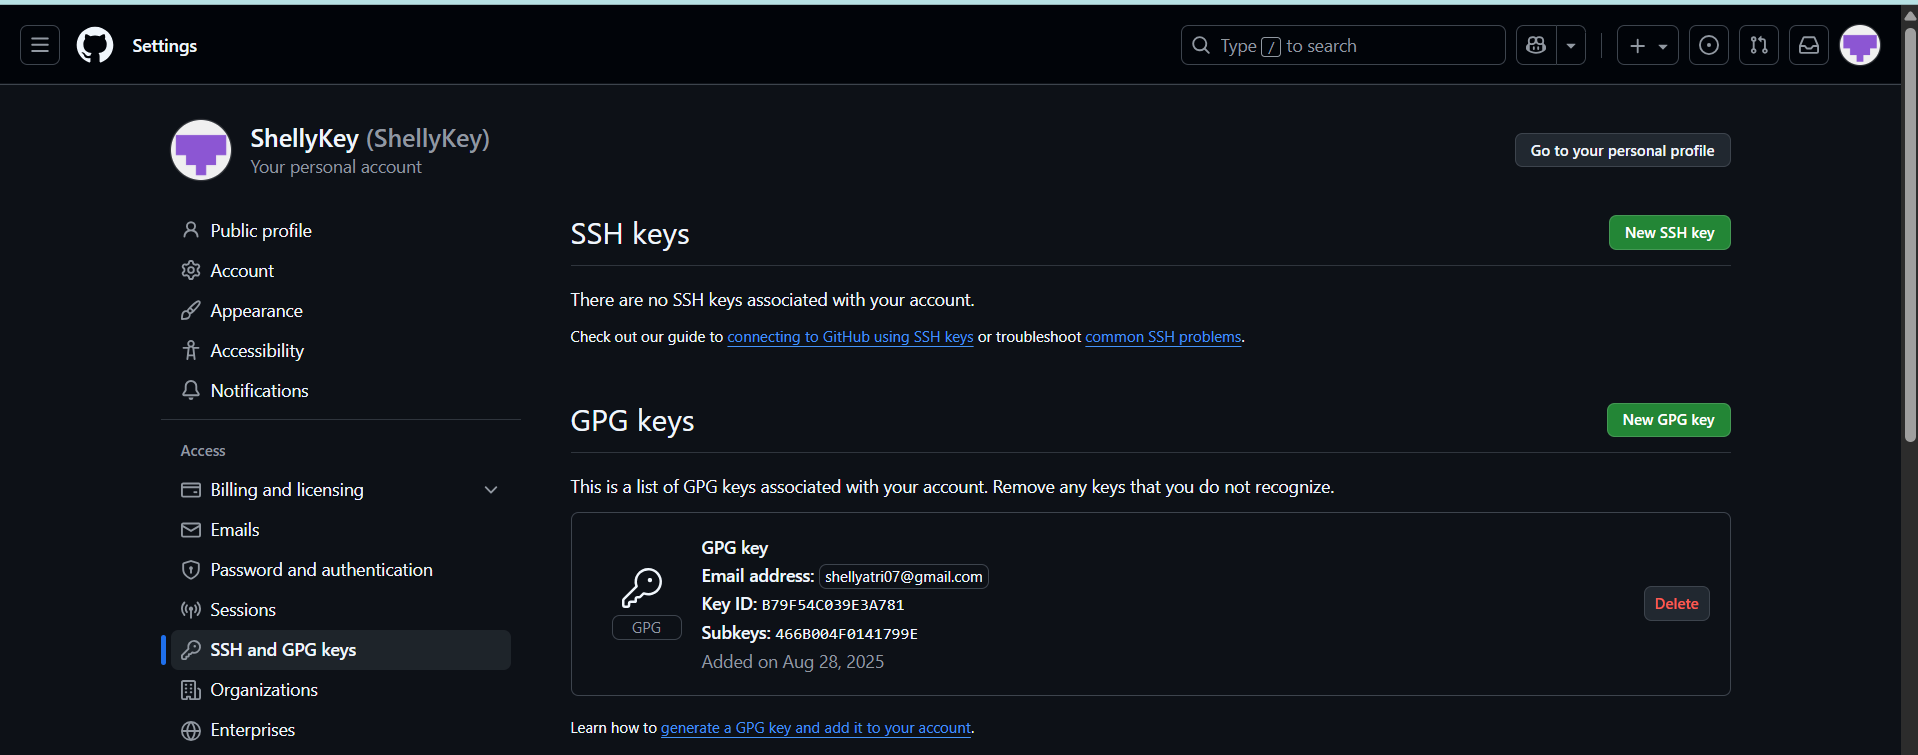 Settings
Type / to search
ShellyKey (ShellyKey)
Your personal account
Go to your personal profile
Public profile
Account
Appearance
Accessibility
Notifications
Access
Billing and licensing
Emails
Password and authentication
Sessions
SSH and GPG keys
Organizations
Enterprises
SSH keys
New SSH key
There are no SSH keys associated with your account.
Check out our guide to connecting to GitHub using SSH keys or troubleshoot common SSH problems.
GPG keys
New GPG key
This is a list of GPG keys associated with your account. Remove any keys that you do not recognize.
GPG
GPG key
Email address: shellyatri07@gmail.com
Key ID: B79F54C039E3A781
Subkeys: 466B004F0141799E
Added on Aug 28, 2025
Delete
Learn how to generate a GPG key and add it to your account.